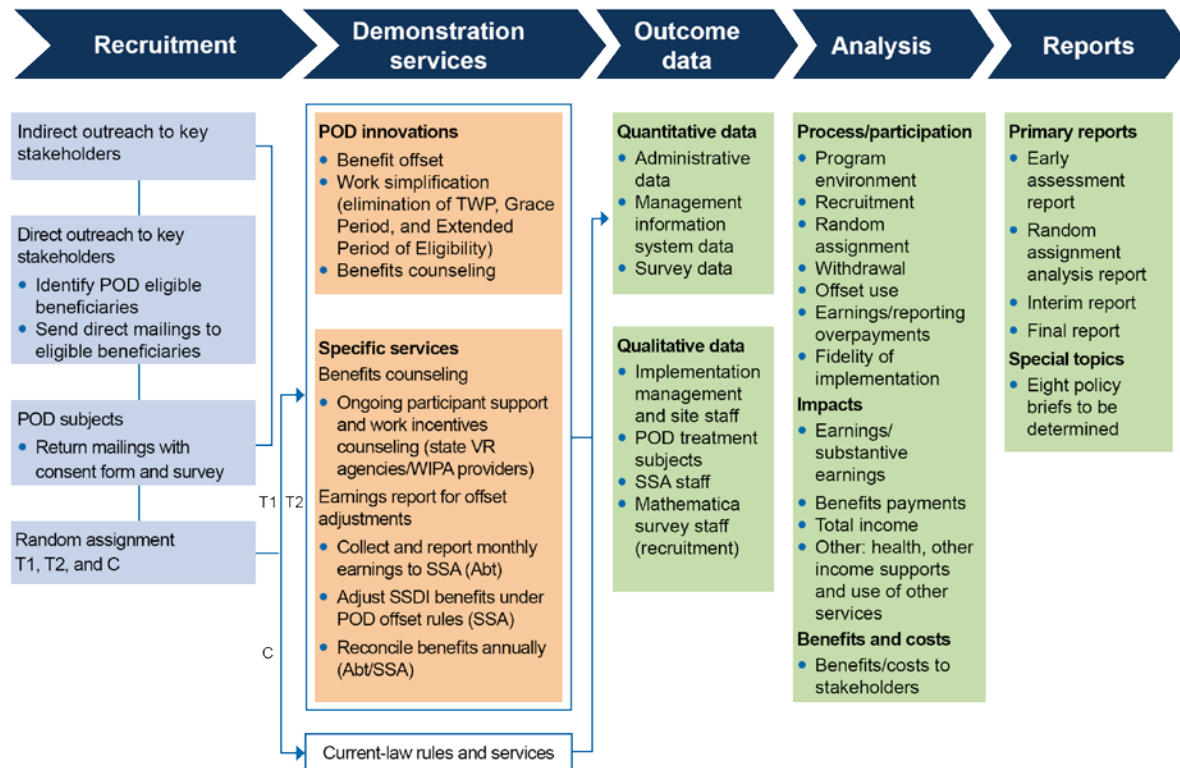 Recruitment
Demonstration
services
Outcome
data
Analysis
Reports
Indirect outreach to key
stakeholders
Direct outreach to key
stakeholders
• Identify POD eligible
beneficiaries
• Send direct mailings to
eligible beneficiaries
POD subjects
• Return mailings with
consent form and survey
Random assignment
T1, T2, and C
T1
T2
C
POD innovations
• Benefit offset
• Work simplification
(elimination of TWP, Grace
Period, and Extended
Period of Eligibility)
• Benefits counseling
Specific services
Benefits counseling
• Ongoing participant support
and work incentives
counseling (state VR
agencies/WIPA providers)
Earnings report for offset
adjustments
• Collect and report monthly
earnings to SSA (Abt)
• Adjust SSDI benefits under
POD offset rules (SSA)
• Reconcile benefits annually
(Abt/SSA)
Current-law rules and services
Quantitative data
• Administrative
data
• Management
information
system data
• Survey data
Qualitative data
• Implementation
management
and site staff
• POD treatment
subjects
• SSA staff
• Mathematica
survey staff
(recruitment)
Process/participation
• Program
environment
• Recruitment
• Random
assignment
• Withdrawal
• Offset use
• Earnings/reporting
overpayments
• Fidelity of
implementation
Impacts
• Earnings/
substantive
earnings
• Benefits payments
• Total income
• Other: health, other
income supports
and use of other
services
Benefits and costs
• Benefits/costs to
stakeholders
Primary reports
• Early
assessment
report
• Random
assignment
analysis report
• Interim report
• Final report
Special topics
• Eight policy
briefs to be
determined